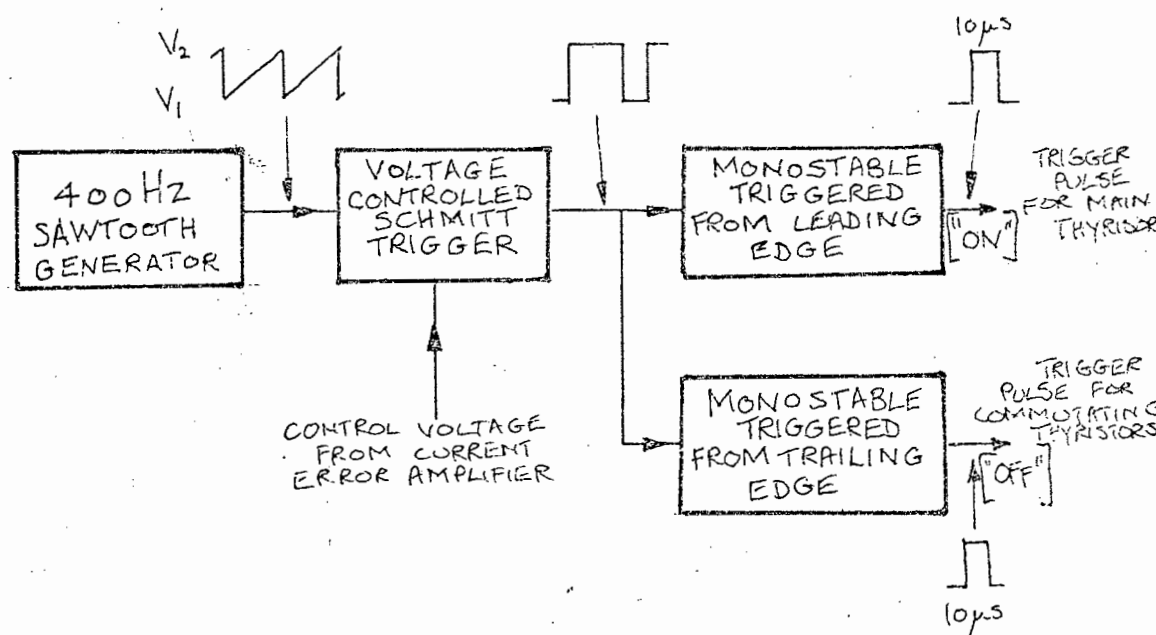 V₂
V₁
10μs
400HZ
SAWTOOTH
GENERATOR
VOLTAGE
CONTROLLED
SCHMITT
TRIGGER
MONOSTABLE
TRIGGERED
FROM LEADING
EDGE
["ON"]
TRIGGER
PULSE
FOR MAIN
THYRISOR
CONTROL VOLTAGE
FROM CURRENT
ERROR AMPLIFIER
MONOSTABLE
TRIGGERED
FROM TRAILING
EDGE
TRIGGER
PULSE FOR
COMMUTATING
THYRISTORS
["OFF"]
10μs